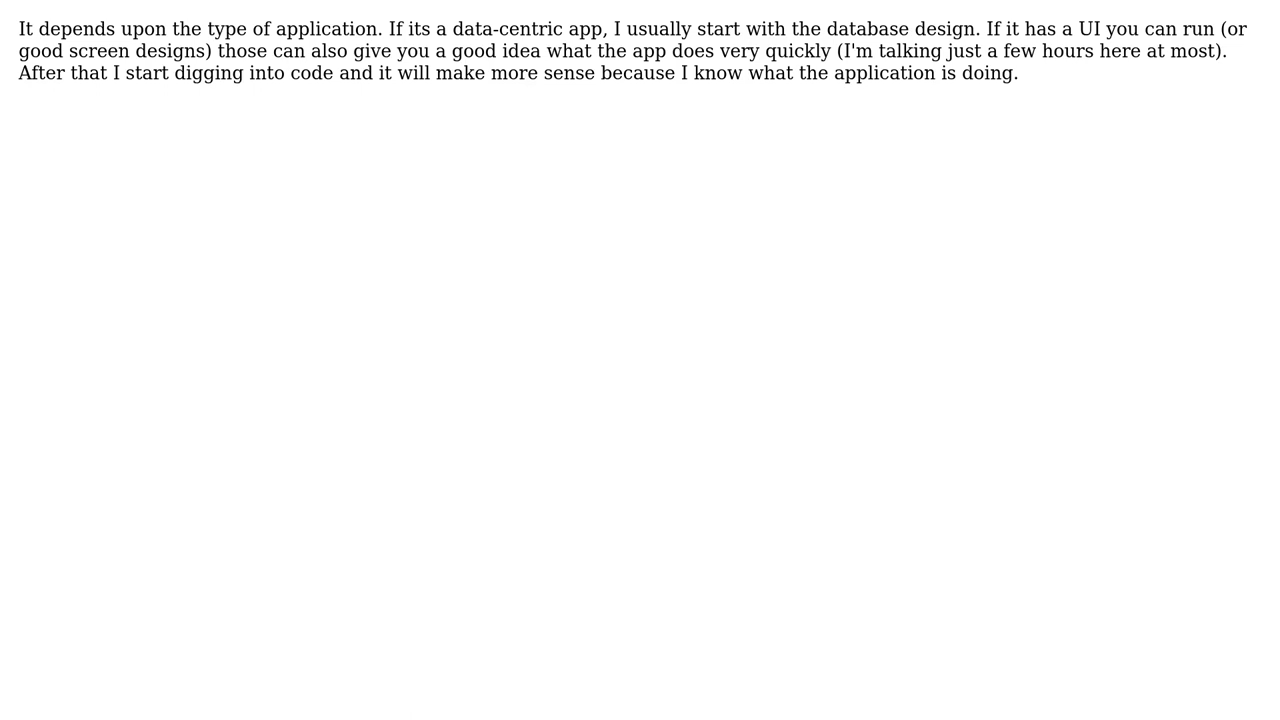 It depends upon the type of application. If its a data-centric app, I usually start with the database design. If it has a UI you can run (or
good screen designs) those can also give you a good idea what the app does very quickly (I'm talking just a few hours here at most).
After that I start digging into code and it will make more sense because I know what the application is doing.